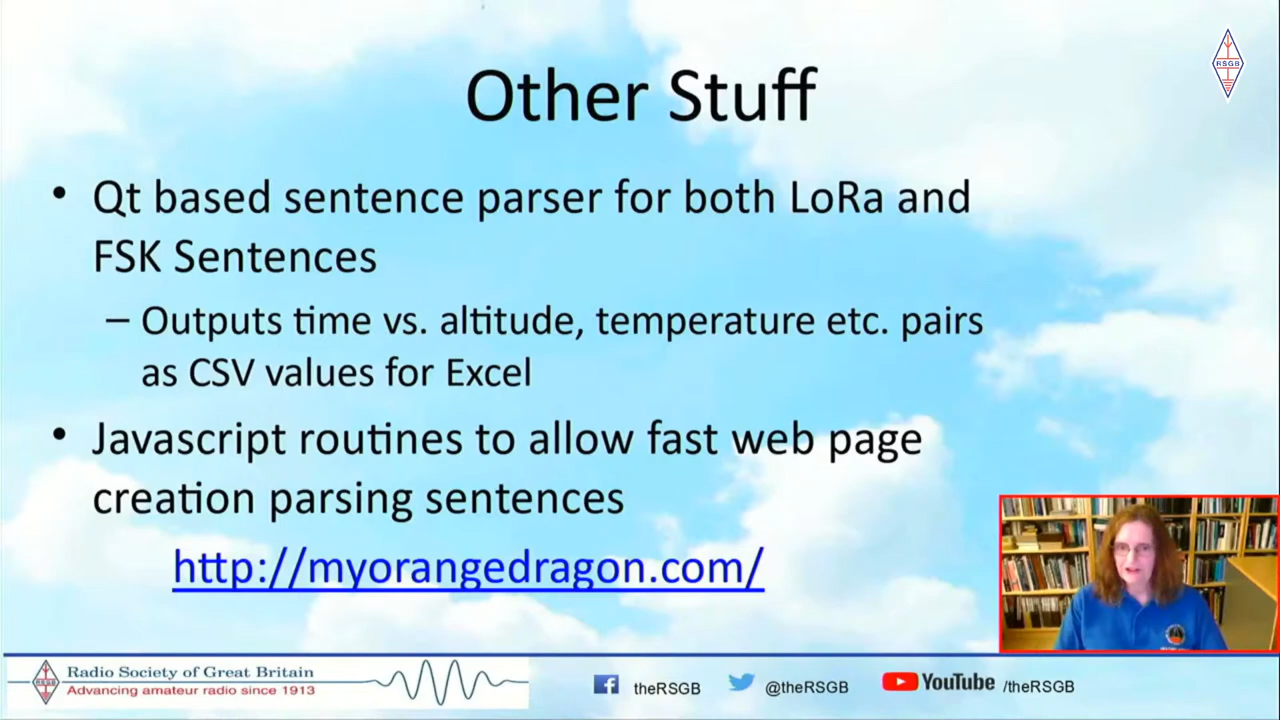 Other Stuff
RSGB
• Qt based sentence parser for both LoRa and
FSK Sentences
– Outputs time vs. altitude, temperature etc. pairs
as CSV values for Excel
• Javascript routines to allow fast web page
creation parsing sentences
http://myorangedragon.com/
RSGB
Radio Society of Great Britain
Advancing amateur radio since 1913
theRSGB
@theRSGB
YouTube /theRSGB